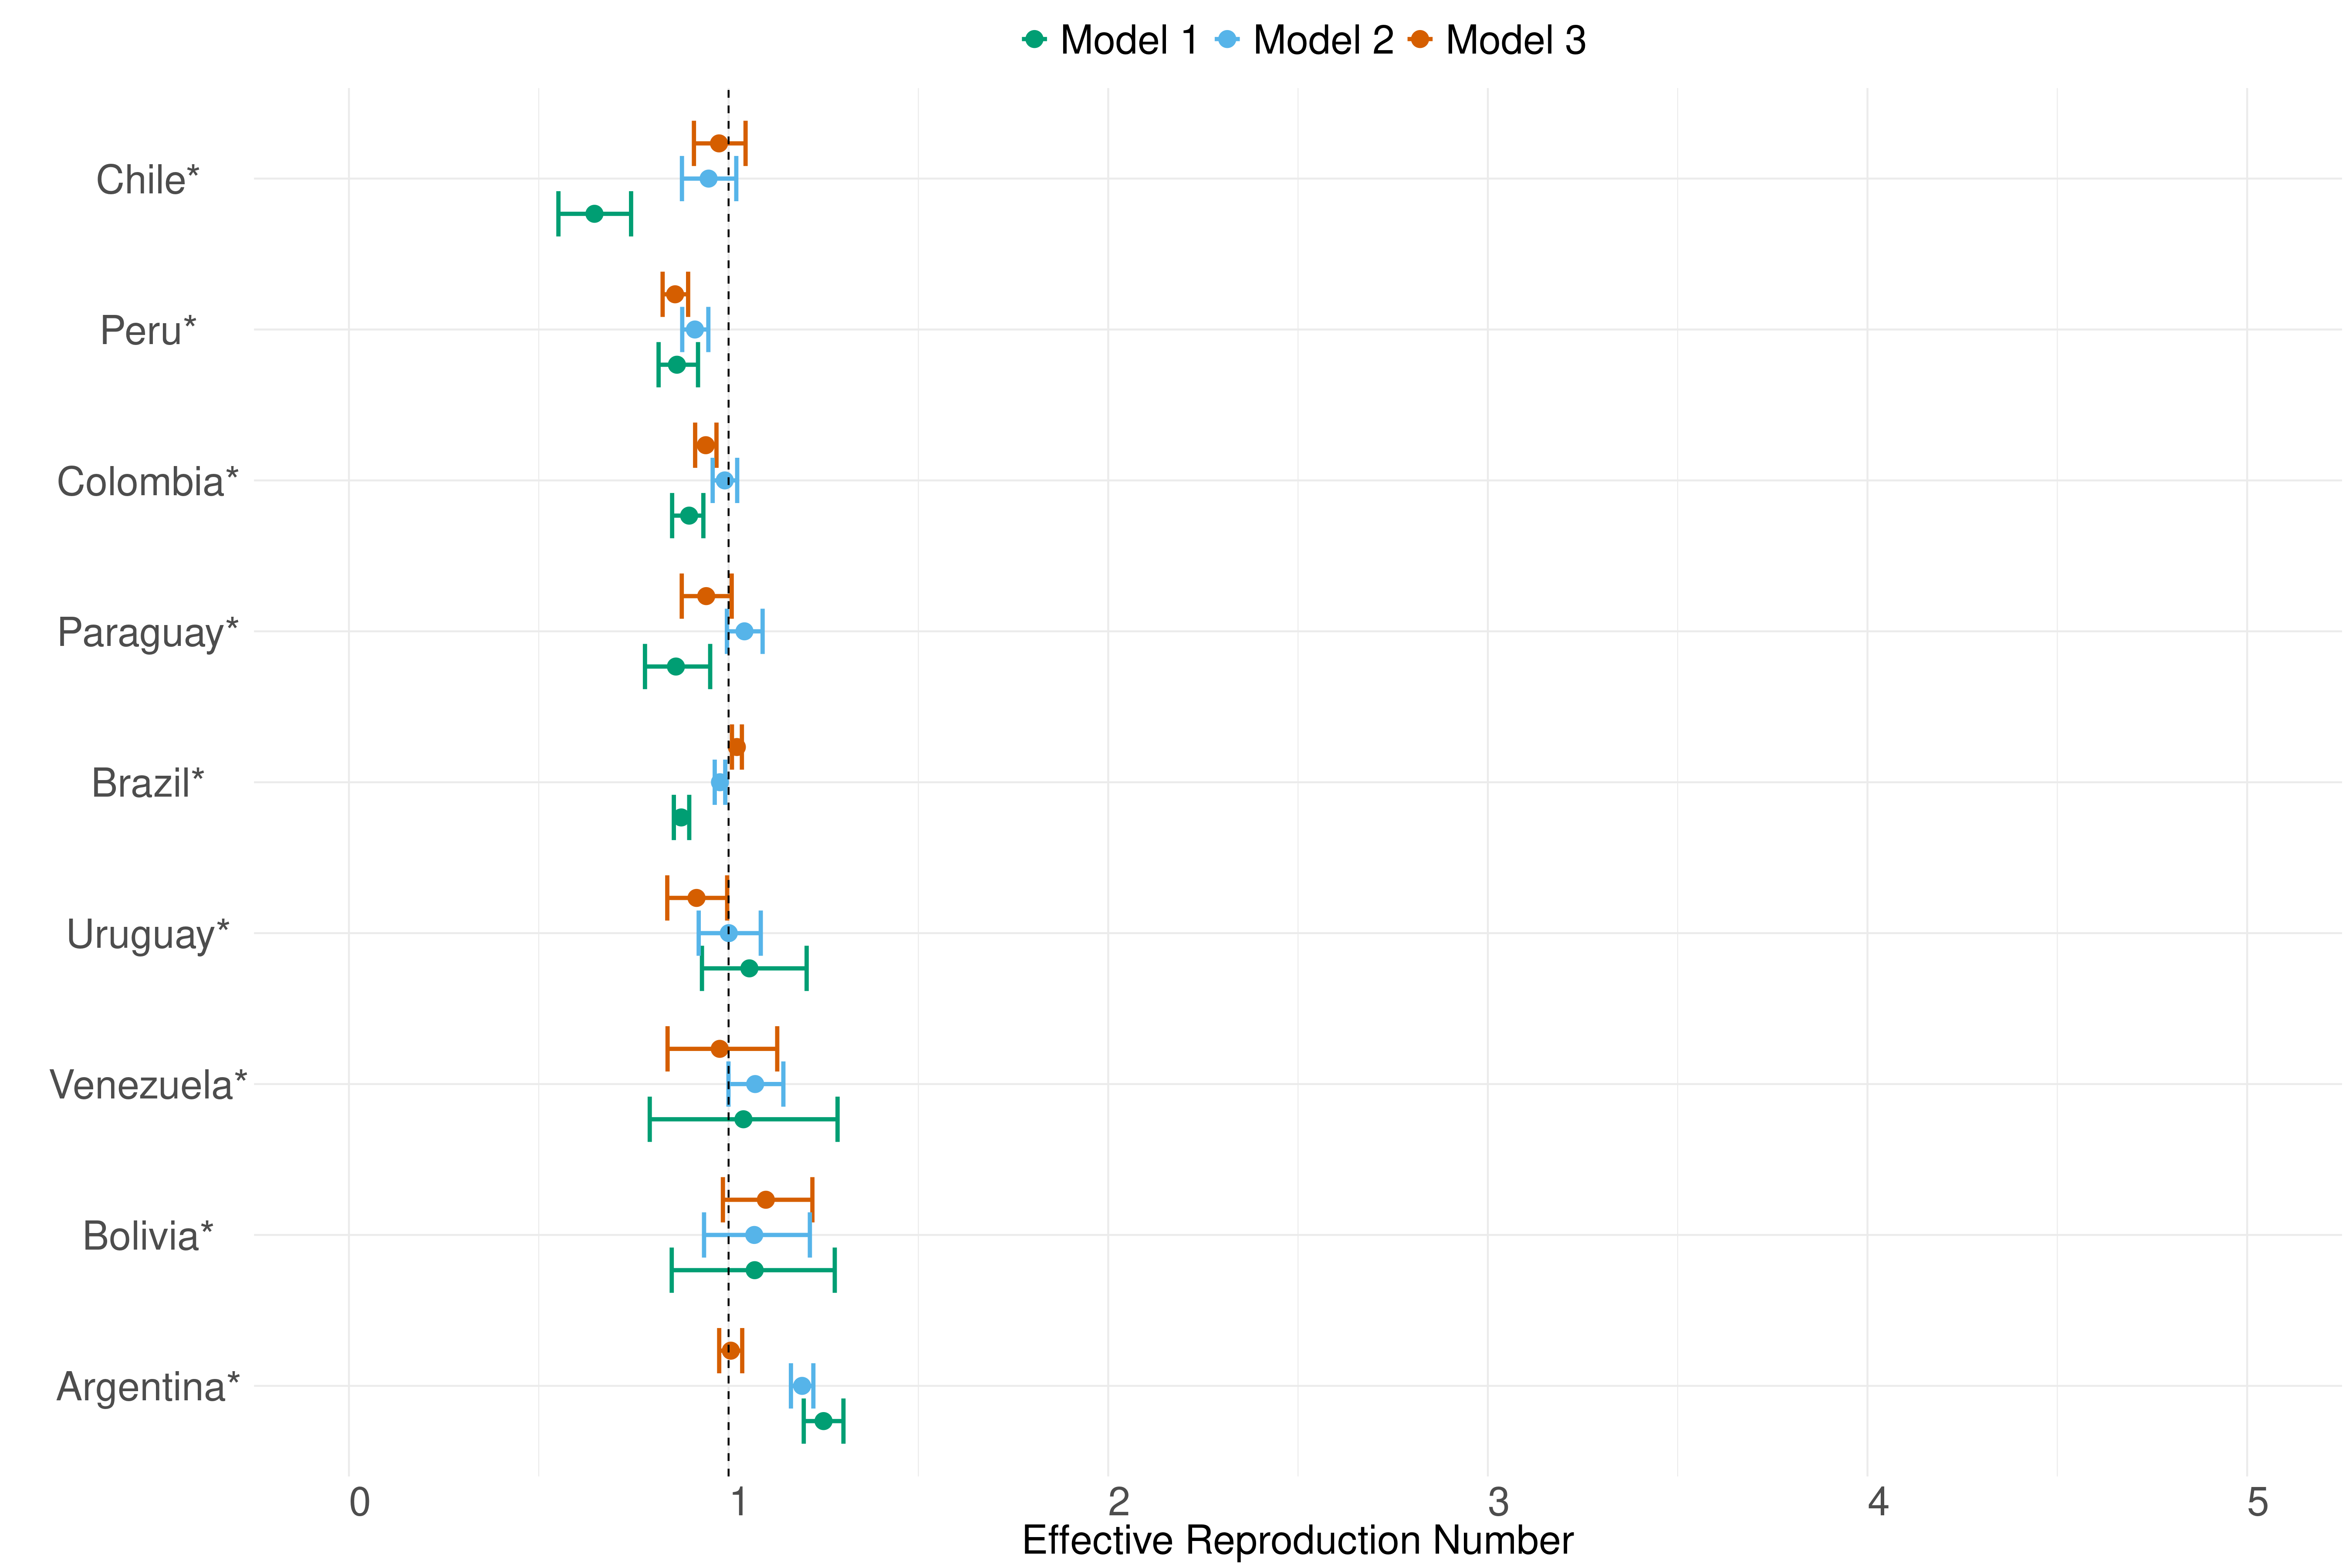 Model 1 Model 2 Model 3
Chile*
Peru*
Colombia*
Paraguay*
Brazil*
Uruguay*
Venezuela*
Bolivia*
Argentina*
0 1 2 3 4 5
Effective Reproduction Number